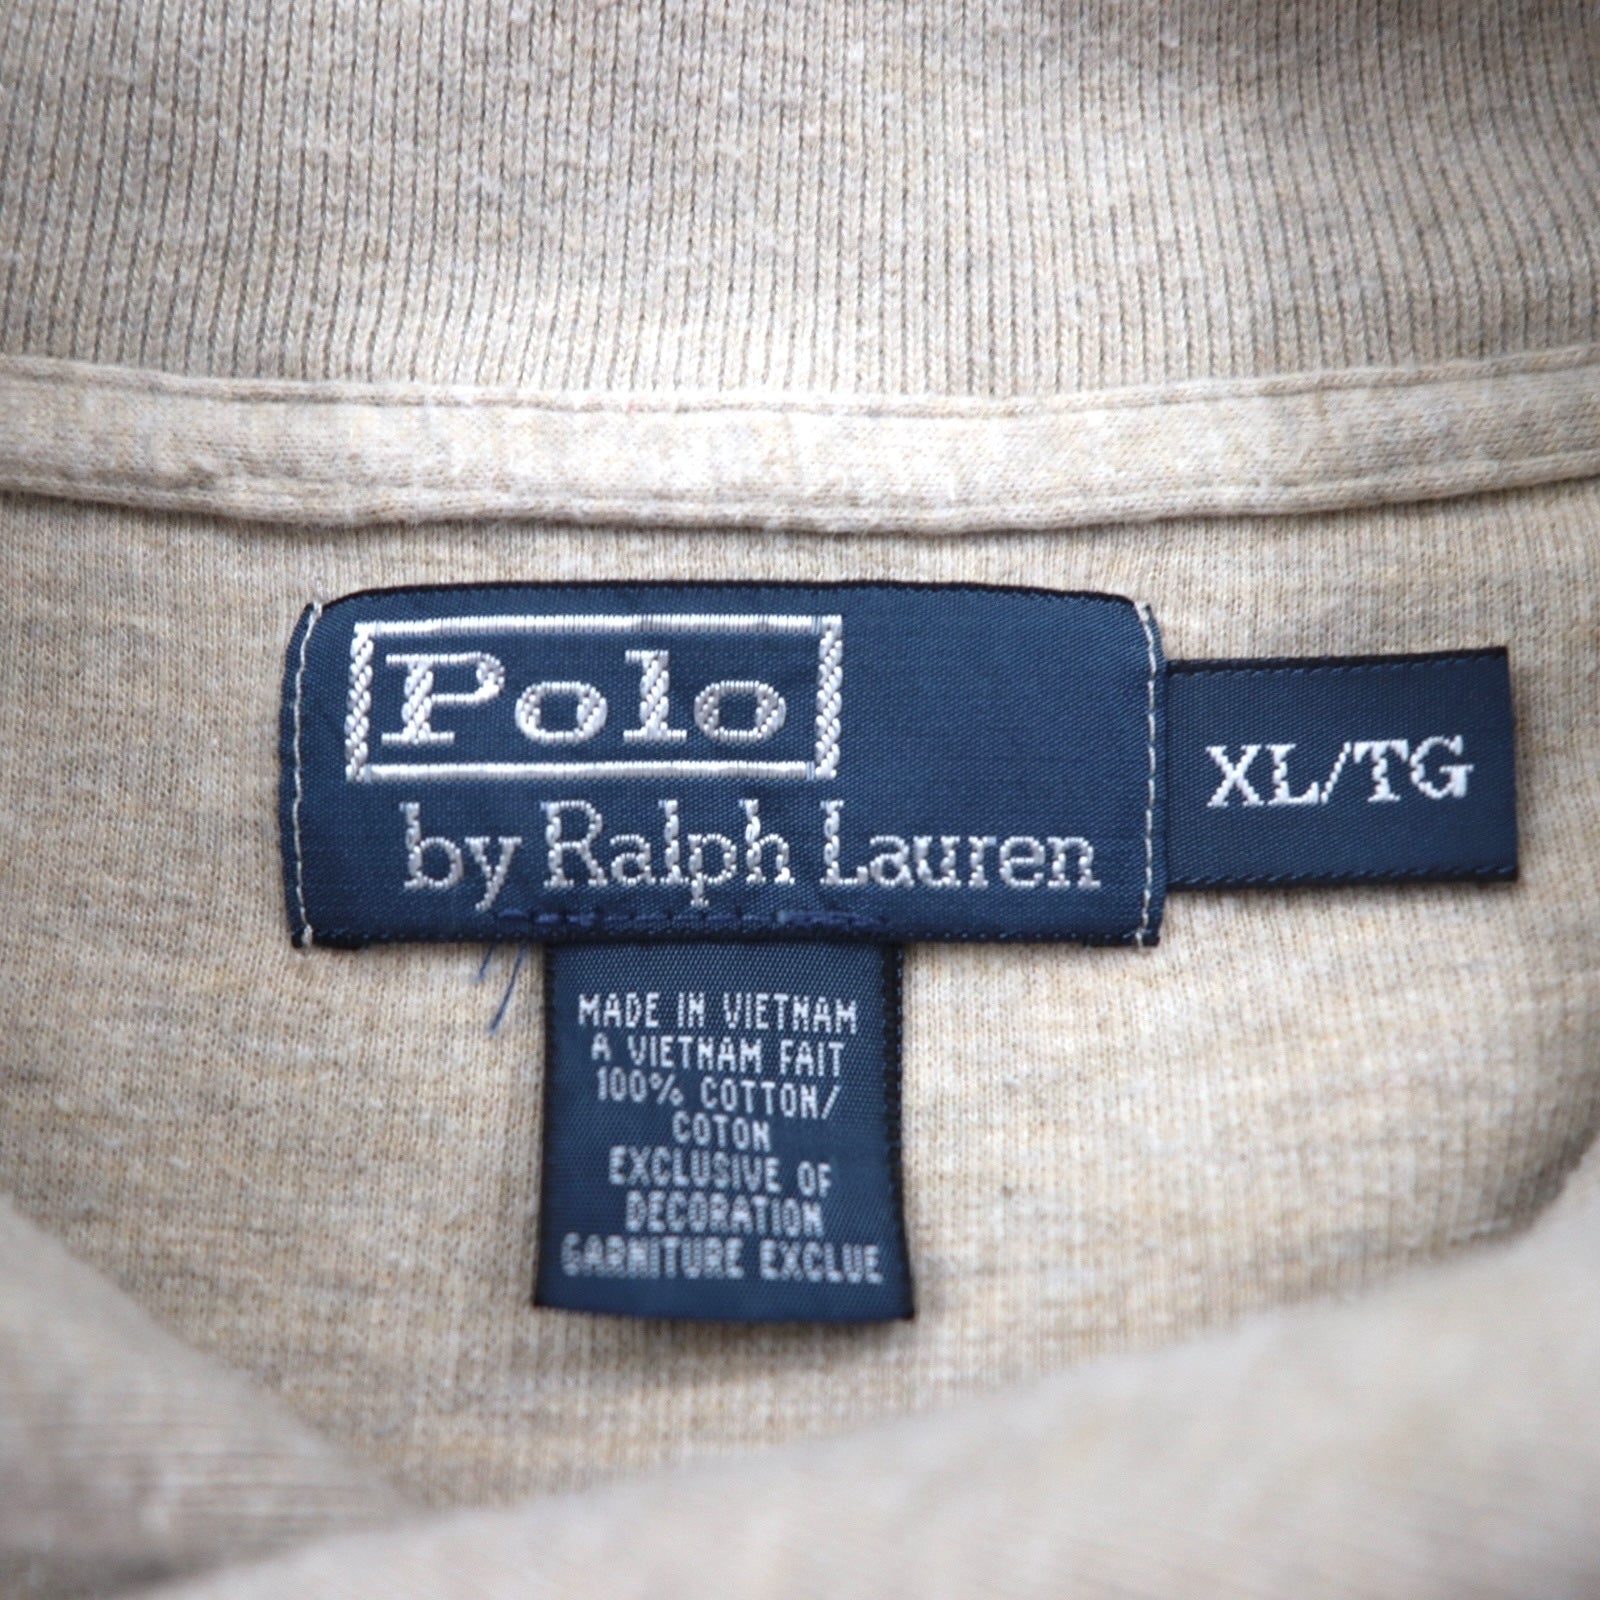 Polo
by Ralph Lauren
XL/TG
MADE IN VIETNAM
A VIETNAM FAIT
100% COTTON/
COTON
EXCLUSIVE OF
DECORATION
GARNITURE EXCLUE